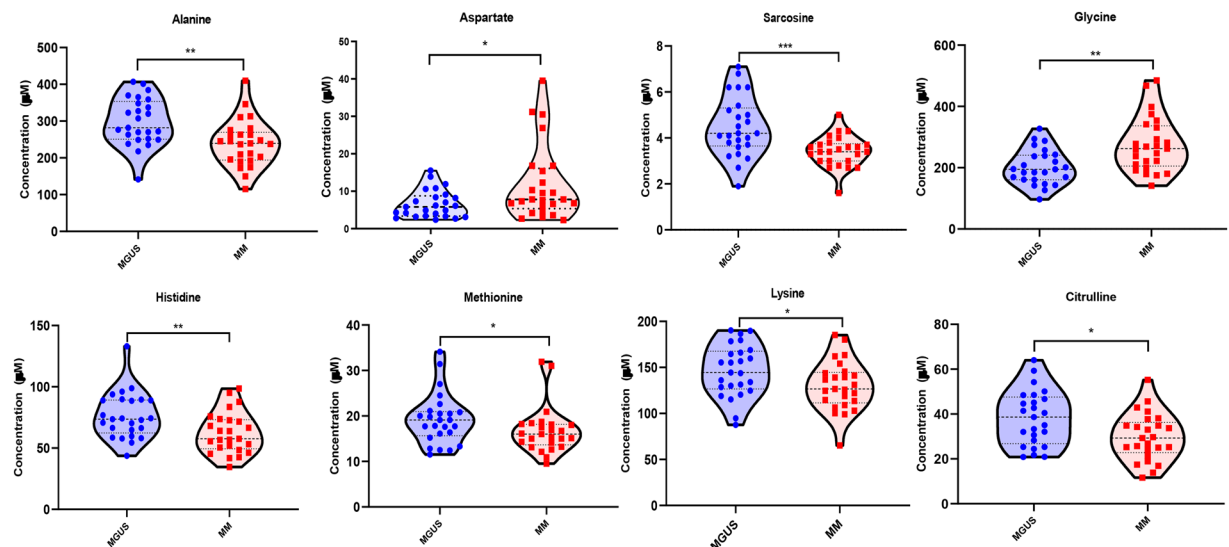 Alanine
**
Concentration (µM)
500
400
300
200
100
0
MGUS
MM
Aspartate
*
Concentration (µM)
50
40
30
20
10
0
MGUS
MM
Sarcosine
***
Concentration (µM)
8
6
4
2
0
MGUS
MM
Glycine
**
Concentration (µM)
600
400
200
0
MGUS
MM
Histidine
**
Concentration (µM)
150
100
50
0
MGUS
MM
Methionine
*
Concentration (µM)
40
30
20
10
0
MGUS
MM
Lysine
*
Concentration (µM)
200
150
100
50
0
MGUS
MM
Citrulline
*
Concentration (µM)
80
60
40
20
0
MGUS
MM